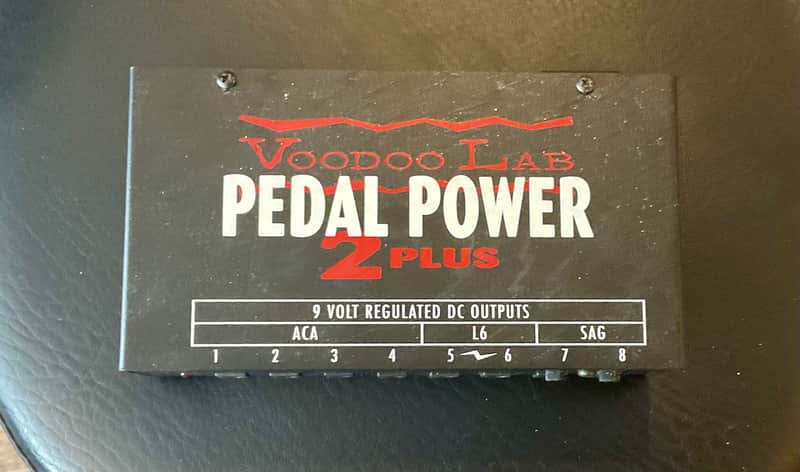 VOODOO LAB
PEDAL POWER
2 PLUS
9 VOLT REGULATED DC OUTPUTS
ACA L6 SAG
1 2 3 4 5 6 7 8